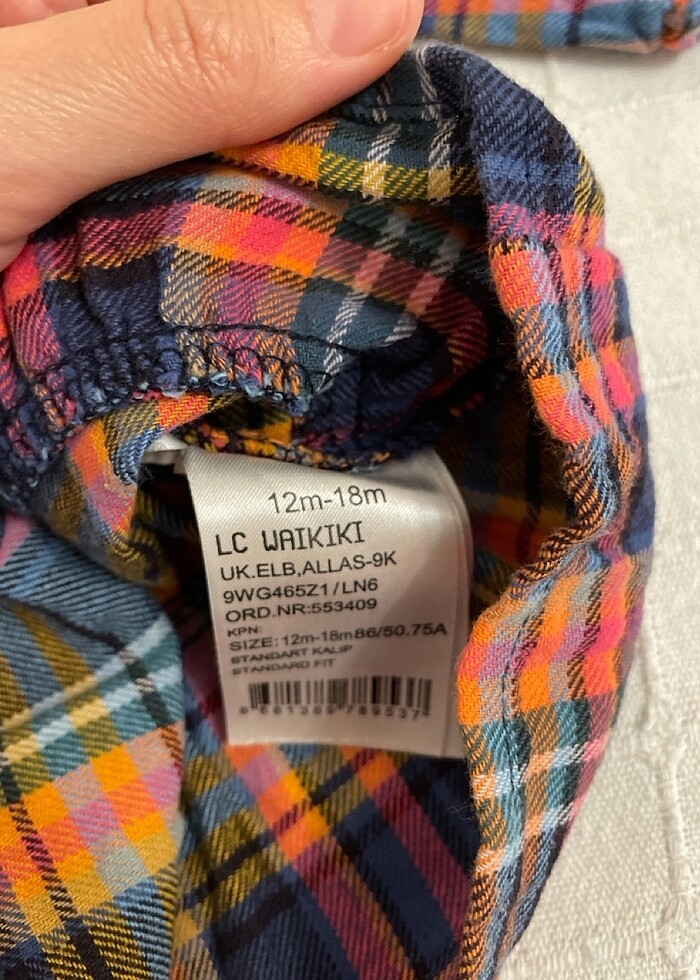 12m-18m
LC WAIKIKI
UK.ELB,ALLAS-9K
9WG465Z1/LN6
ORD.NR:553409
KPN:
SIZE: 12m-18m86/50.75A
STANDART KALIP
STANDARD FIT